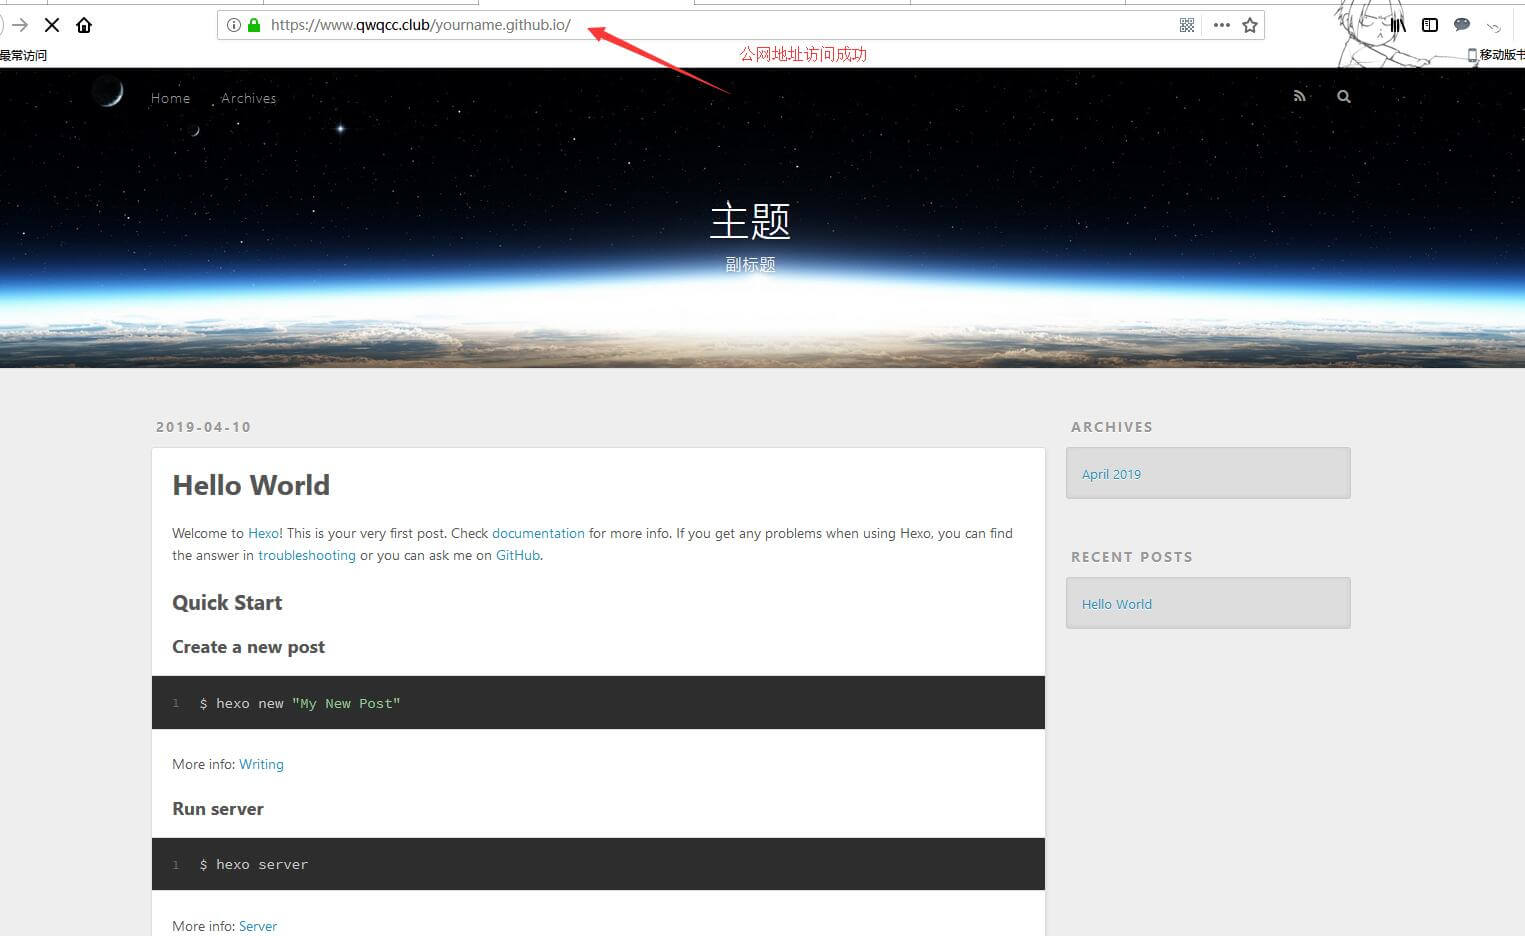 https://www.qwqcc.club/yourname.github.io/
公网地址访问成功
最常访问
移动版书
Home
Archives
主题
副标题
2019-04-10
Hello World
Welcome to Hexo! This is your very first post. Check documentation for more info. If you get any problems when using Hexo, you can find
the answer in troubleshooting or you can ask me on GitHub.
Quick Start
Create a new post
1 $ hexo new "My New Post"
More info: Writing
Run server
1 $ hexo server
More info: Server
ARCHIVES
April 2019
RECENT POSTS
Hello World